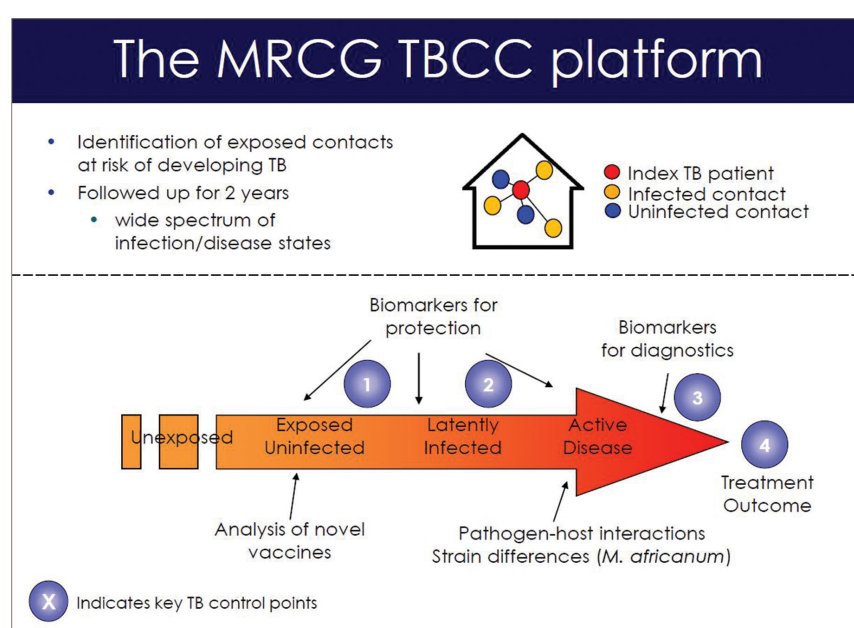 The MRCG TBCC platform
• Identification of exposed contacts
at risk of developing TB
• Followed up for 2 years
• wide spectrum of
infection/disease states
Index TB patient
Infected contact
Uninfected contact
Biomarkers for
protection
Biomarkers
for diagnostics
1
2
3
Unexposed
Exposed
Uninfected
Latently
Infected
Active
Disease
4
Treatment
Outcome
Analysis of novel
vaccines
Pathogen-host interactions
Strain differences (M. africanum)
X Indicates key TB control points